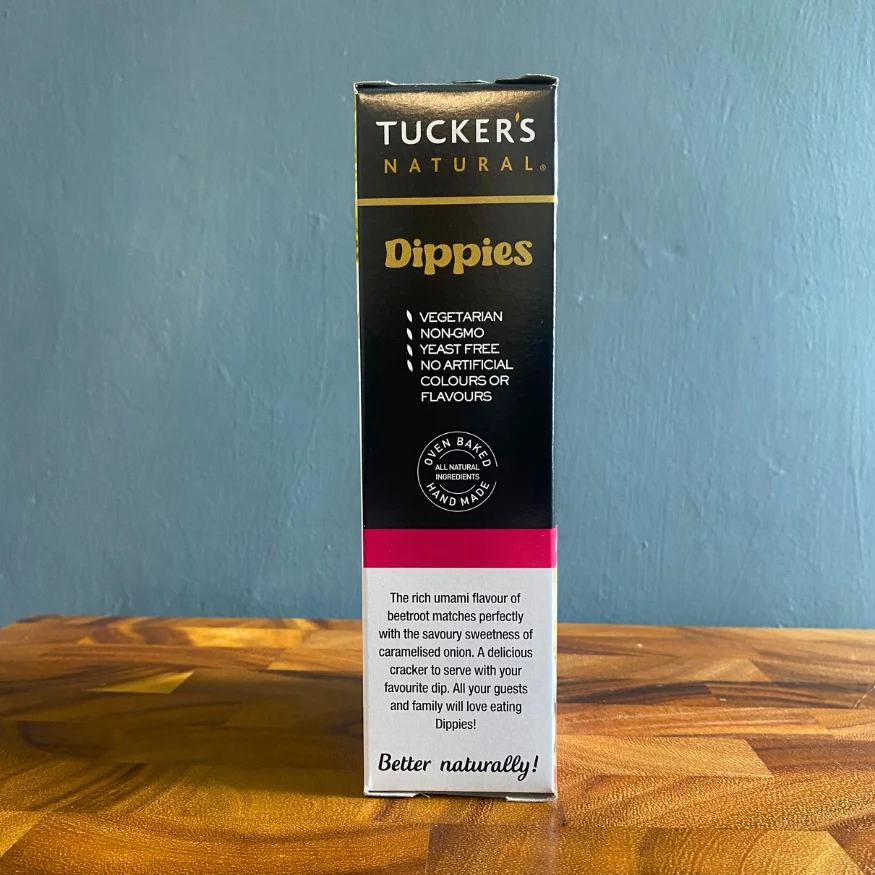 TUCKER'S
NATURAL®
Dippies
VEGETARIAN
NON-GMO
YEAST FREE
NO ARTIFICIAL
COLOURS OR
FLAVOURS
OVEN BAKED
ALL NATURAL
INGREDIENTS
HAND MADE
The rich umami flavour of
beetroot matches perfectly
with the savoury sweetness of
caramelised onion. A delicious
cracker to serve with your
favourite dip. All your guests
and family will love eating
Dippies!
Better naturally!